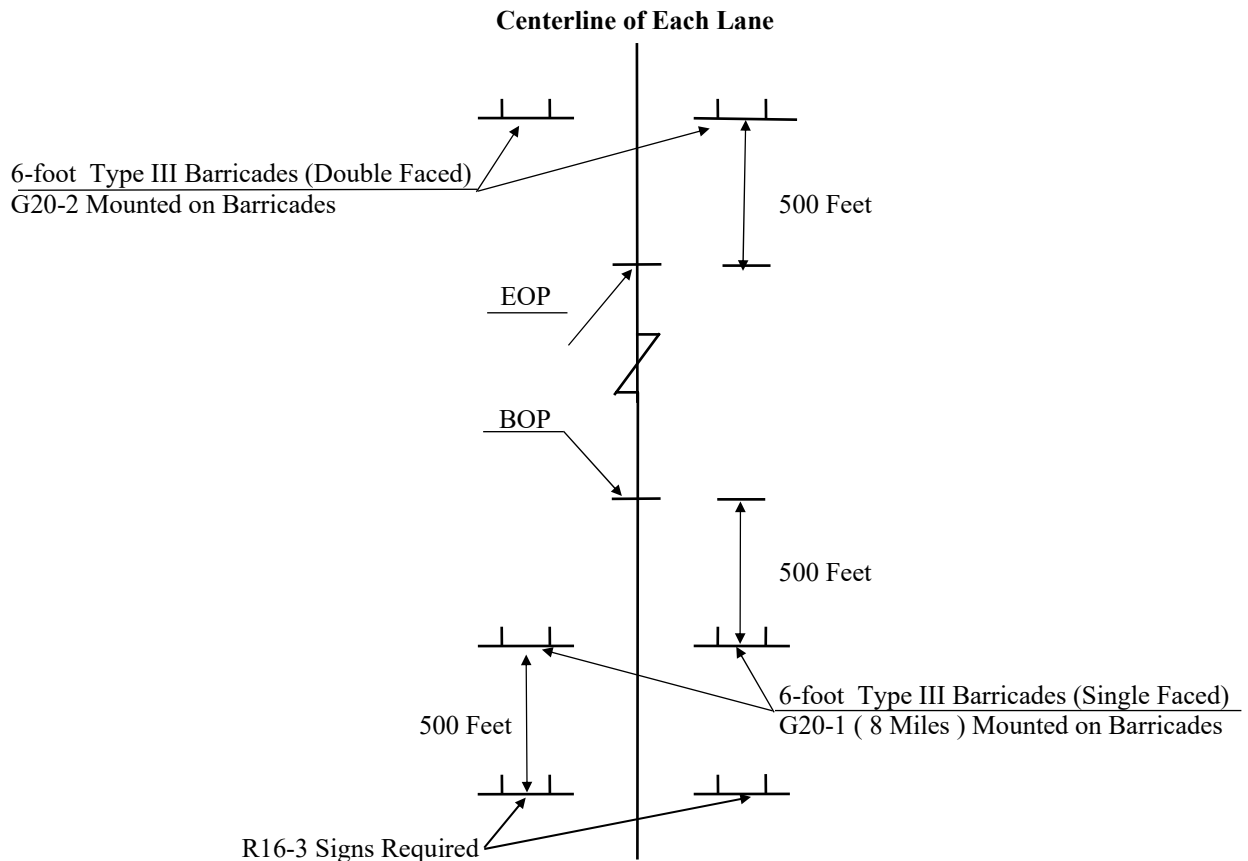 Centerline of Each Lane
6-foot Type III Barricades (Double Faced)
G20-2 Mounted on Barricades
500 Feet
EOP
BOP
500 Feet
6-foot Type III Barricades (Single Faced)
G20-1 ( 8 Miles ) Mounted on Barricades
500 Feet
R16-3 Signs Required